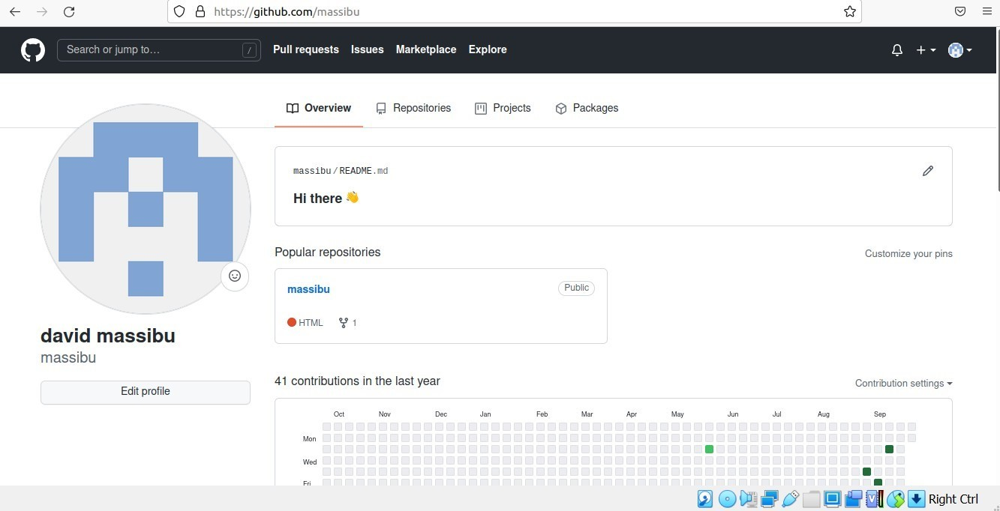 https://github.com/massibu
Search or jump to… /
Pull requests Issues Marketplace Explore
Overview Repositories Projects Packages
massibu/README.md
Hi there 👋
Popular repositories Customize your pins
massibu Public
HTML 1
david massibu
massibu
Edit profile
41 contributions in the last year Contribution settings
Oct Nov Dec Jan Feb Mar Apr May Jun Jul Aug Sep
Mon
Wed
Fri
Right Ctrl